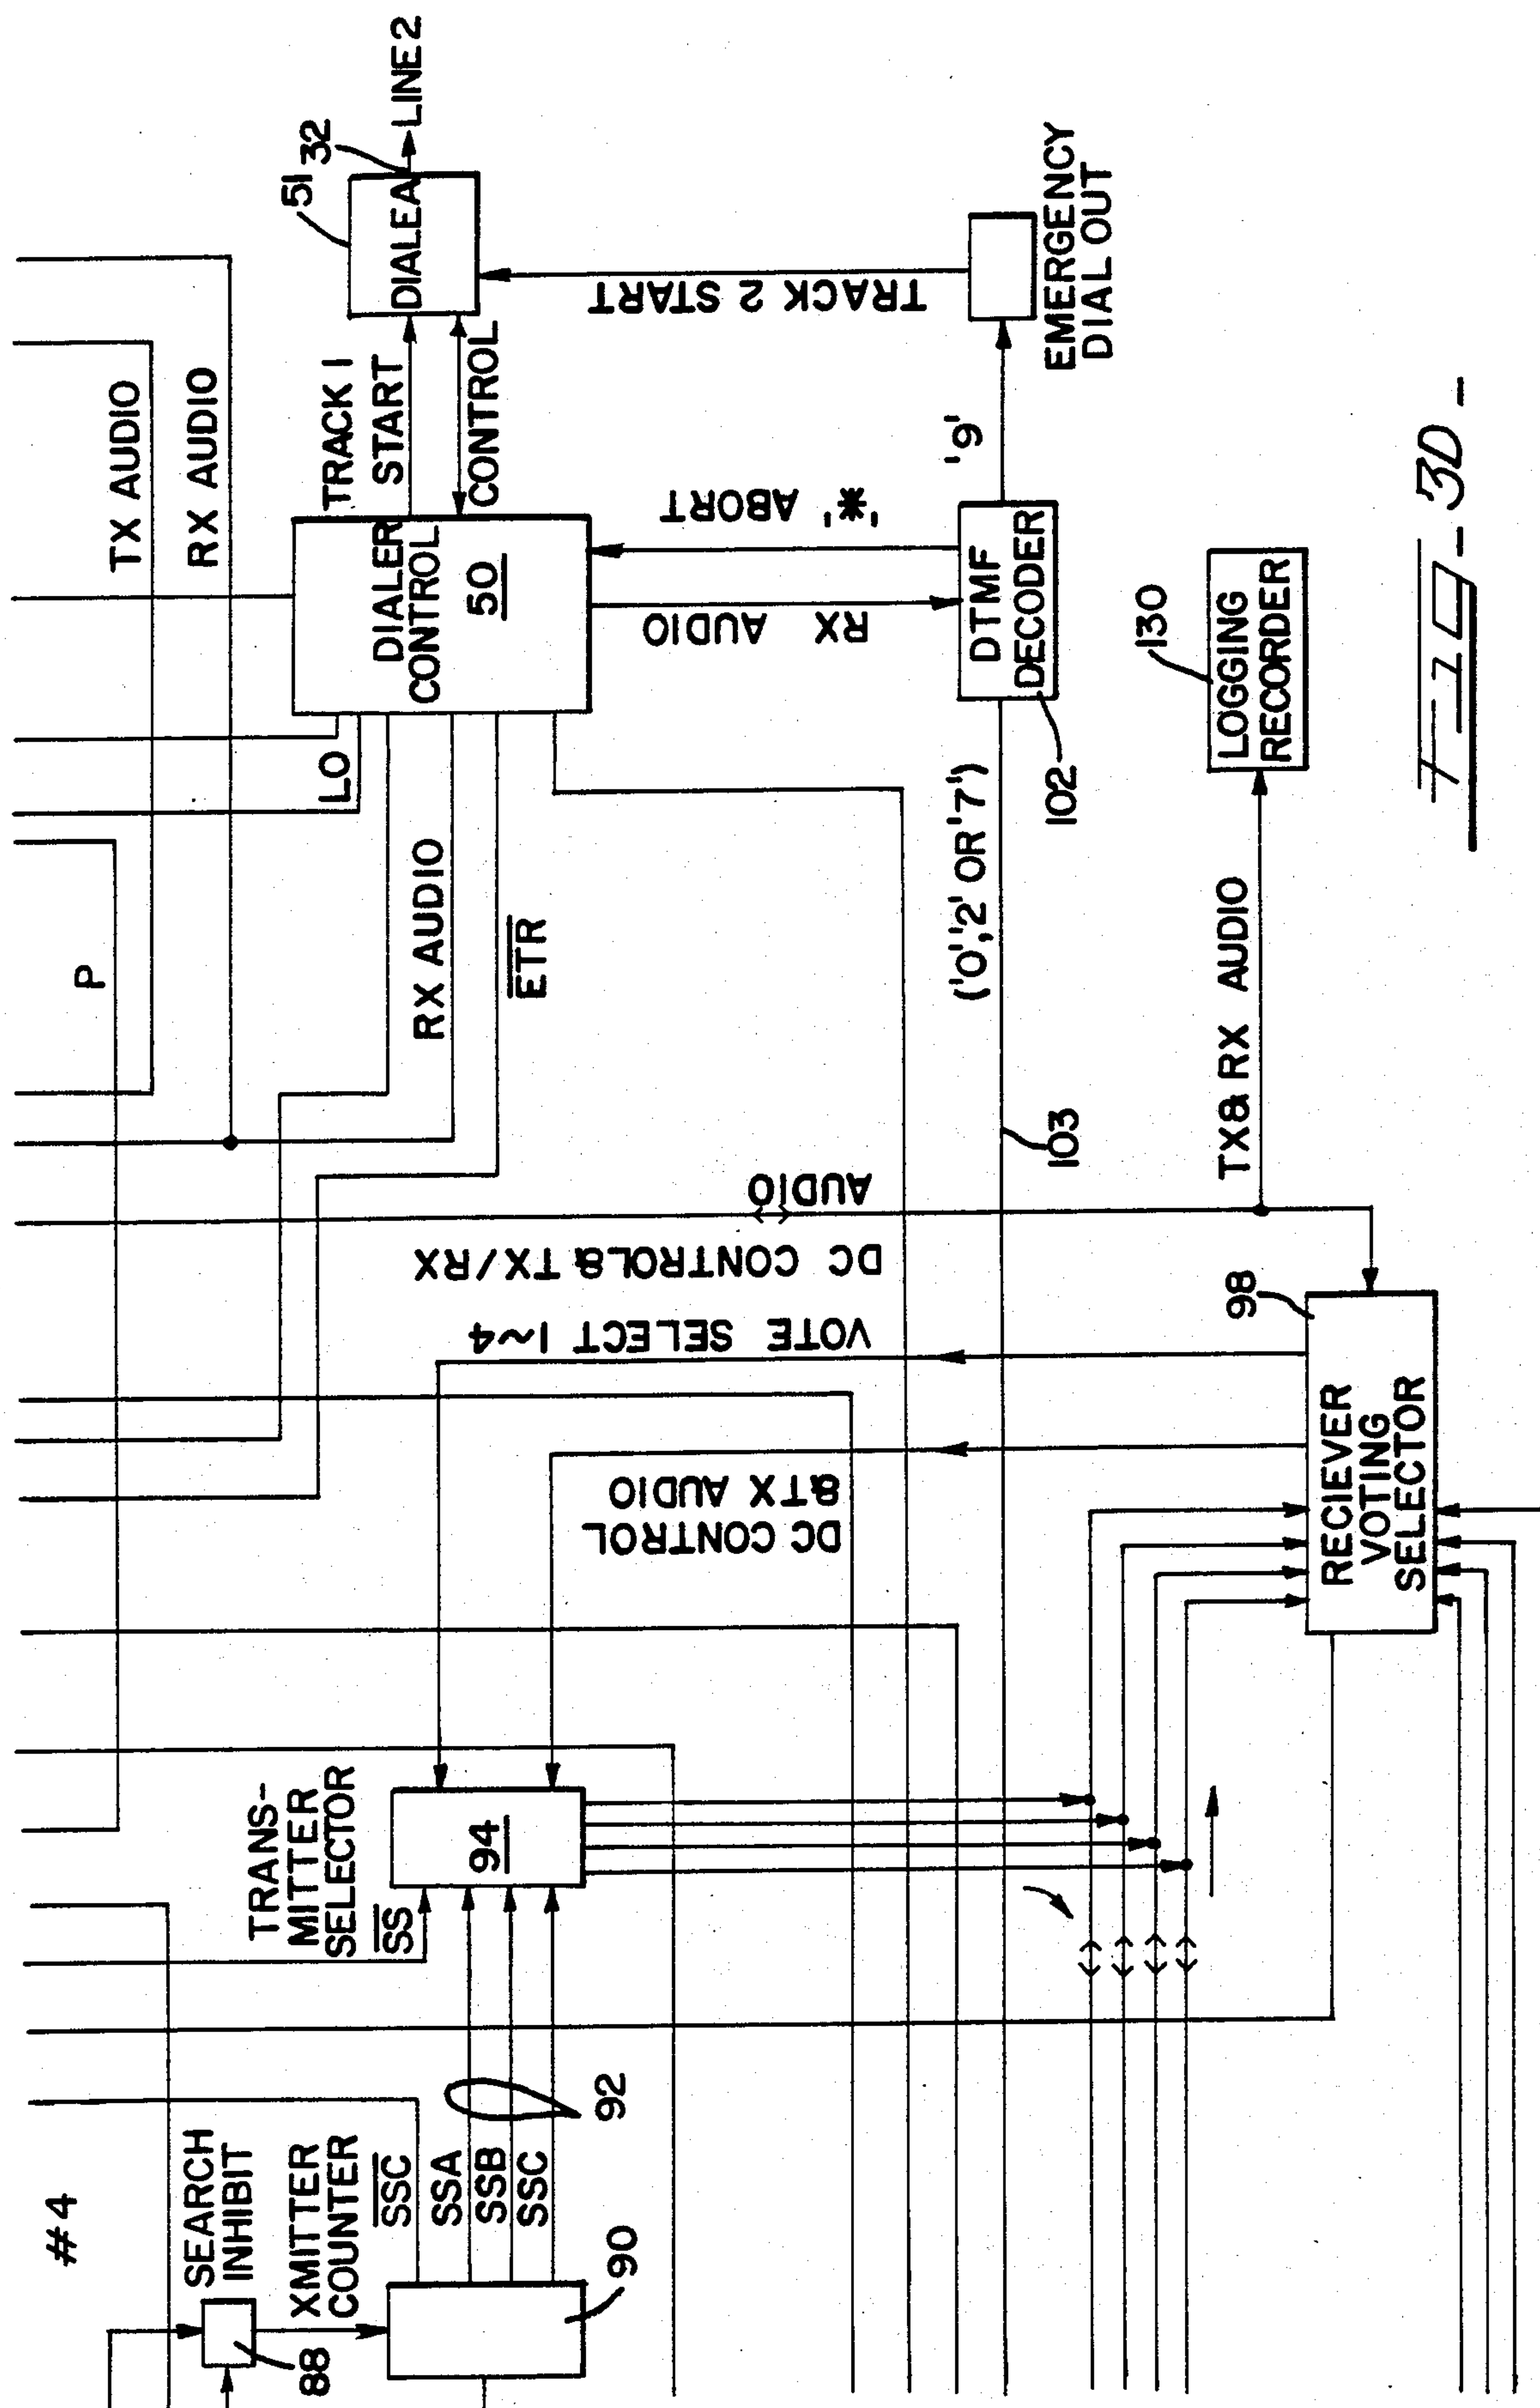 #4
SEARCH
INHIBIT
88
XMITTER
COUNTER
90
SSC
SSA
SSB
SSC
92
TRANS-
MITTER
SELECTOR
SS
94
P
TX AUDIO
RX AUDIO
LO
RX AUDIO
ETR
DIALER
CONTROL
50
TRACK 1
START
CONTROL
51
DIALEA
32
LINE 2
TRACK 2 START
EMERGENCY
DIAL OUT
'9'
'*' ABORT
RX AUDIO
DTMF
DECODER
102
('0','2' OR '7')
103
AUDIO
DC CONTROL & TX/RX
VOTE SELECT 1~4
DC CONTROL
& TX AUDIO
98
RECIEVER
VOTING
SELECTOR
TX & RX AUDIO
130
LOGGING
RECORDER
FIG-3D-